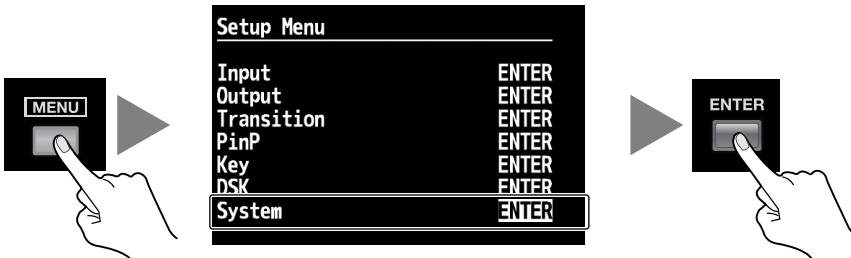 MENU
Setup Menu
Input ENTER
Output ENTER
Transition ENTER
PinP ENTER
Key ENTER
DSK ENTER
System ENTER
ENTER